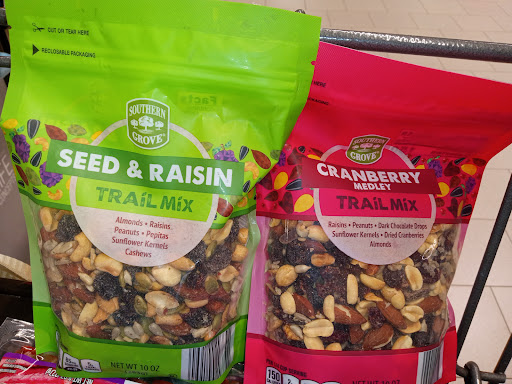 CUT OR TEAR HERE
RECLOSABLE PACKAGING
SOUTHERN
GROVE
SEED & RAISIN
TRAIL MIX
Almonds • Raisins
Peanuts • Pepitas
Sunflower Kernels
Cashews
NET WT 10 OZ
HERE
SOUTHERN
GROVE
CRANBERRY
MEDLEY
TRAIL MIX
Raisins • Peanuts • Dark Chocolate Drops
Sunflower Kernels • Dried Cranberries
Almonds
150